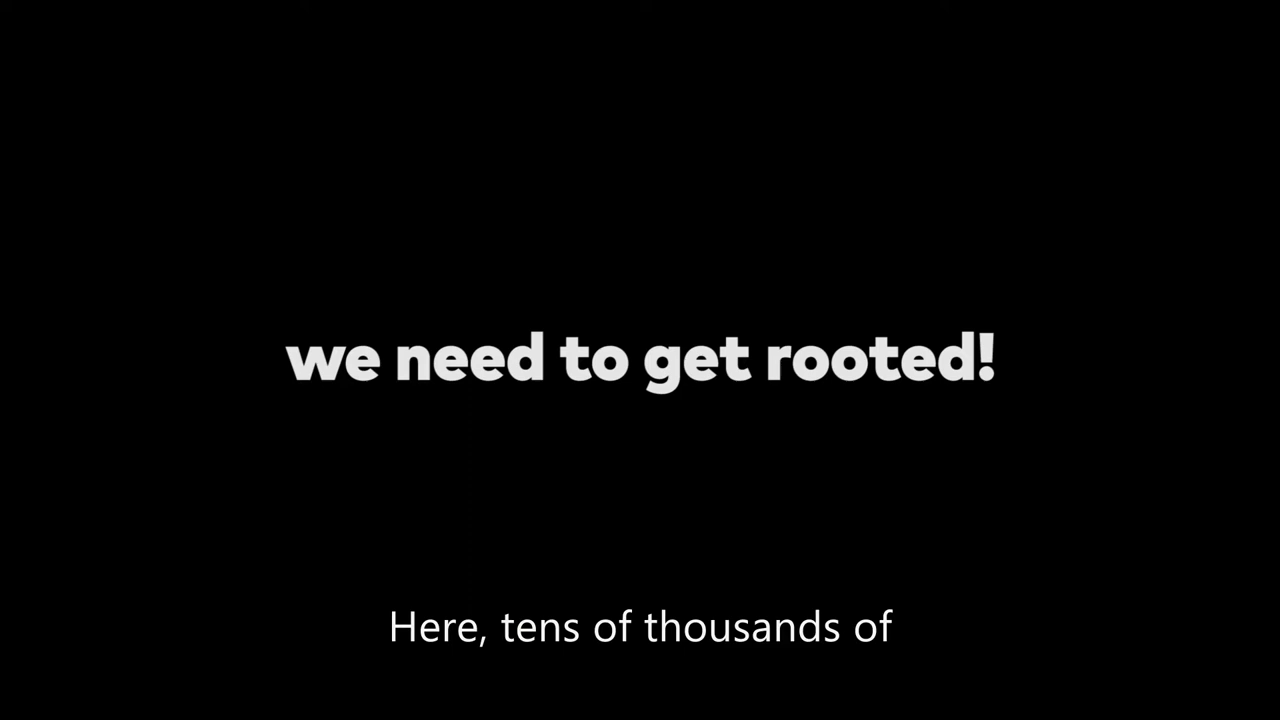 we need to get rooted!
Here, tens of thousands of